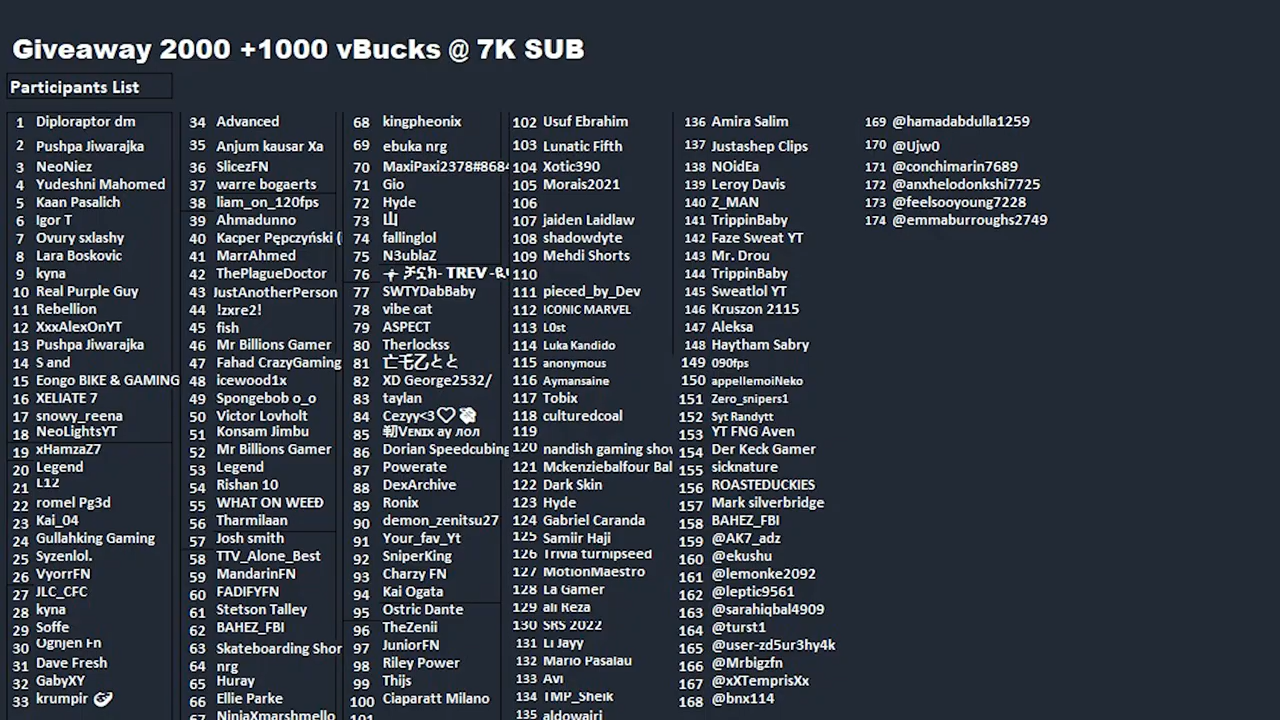 Giveaway 2000 +1000 vBucks @ 7K SUB
Participants List
1 Diploraptor dm
2 Pushpa Jiwarajka
3 NeoNiez
4 Yudeshni Mahomed
5 Kaan Pasalich
6 Igor T
7 Ovury sxlashy
8 Lara Boskovic
9 kyna
10 Real Purple Guy
11 Rebellion
12 XxxAlexOnYT
13 Pushpa Jiwarajka
14 S and
15 Eongo BIKE & GAMING
16 XELIATE 7
17 snowy_reena
18 NeoLightsYT
19 xHamzaZ7
20 Legend
21 L12
22 romel Pg3d
23 Kai_04
24 Gullahking Gaming
25 Syzenlol.
26 VyorrFN
27 JLC_CFC
28 kyna
29 Soffe
30 Ognjen Fn
31 Dave Fresh
32 GabyXY
33 krumpir
34 Advanced
35 Anjum kausar Xa
36 SlicezFN
37 warre bogaerts
38 liam_on_120fps
39 Ahmadunno
40 Kacper Pępczyński (
41 MarrAhmed
42 ThePlagueDoctor
43 JustAnotherPerson
44 !zxre2!
45 fish
46 Mr Billions Gamer
47 Fahad CrazyGaming
48 icewood1x
49 Spongebob o_o
50 Victor Lovholt
51 Konsam Jimbu
52 Mr Billions Gamer
53 Legend
54 Rishan 10
55 WHAT ON WEEĐ
56 Tharmilaan
57 Josh smith
58 TTV_Alone_Best
59 MandarinFN
60 FADIFYFN
61 Stetson Talley
62 BAHEZ_FBI
63 Skateboarding Shor
64 nrg
65 Huray
66 Ellie Parke
67 NinjaXmarshmello
68 kingpheonix
69 ebuka nrg
70 MaxiPaxi2378#8684
71 Gio
72 Hyde
73 山
74 fallinglol
75 N3ublaZ
76 TREV
77 SWTYDabBaby
78 vibe cat
79 ASPECT
80 Therlockss
81 亡毛乙とと
82 XD George2532/
83 taylan
84 Cezyy<3♡
85 Vᴇɴɪx ау лол
86 Dorian Speedcubing
87 Powerate
88 DexArchive
89 Ronix
90 demon_zenitsu27
91 Your_fav_Yt
92 SniperKing
93 Charzy FN
94 Kai Ogata
95 Ostric Dante
96 TheZenii
97 JuniorFN
98 Riley Power
99 Thijs
100 Ciaparatt Milano
101
102 Usuf Ebrahim
103 Lunatic Fifth
104 Xotic390
105 Morais2021
106
107 jaiden Laidlaw
108 shadowdyte
109 Mehdi Shorts
110
111 pieced_by_Dev
112 ICONIC MARVEL
113 L0st
114 Luka Kandido
115 anonymous
116 Aymansaine
117 Tobix
118 culturedcoal
119
120 nandish gaming show
121 Mckenziebalfour Bal
122 Dark Skin
123 Hyde
124 Gabriel Caranda
125 Samiir Haji
126 Trivia turnipseed
127 MotionMaestro
128 La Gamer
129 ali Reza
130 SRS 2022
131 Li Jayy
132 Mario Pasalau
133 Avi
134 TMP_Sheik
135 aldowairi
136 Amira Salim
137 Justashep Clips
138 NOidEa
139 Leroy Davis
140 Z_MAN
141 TrippinBaby
142 Faze Sweat YT
143 Mr. Drou
144 TrippinBaby
145 Sweatlol YT
146 Kruszon 2115
147 Aleksa
148 Haytham Sabry
149 090fps
150 appellemoiNeko
151 Zero_snipers1
152 Syt Randytt
153 YT FNG Aven
154 Der Keck Gamer
155 sicknature
156 ROASTEDUCKIES
157 Mark silverbridge
158 BAHEZ_FBI
159 @AK7_adz
160 @ekushu
161 @lemonke2092
162 @leptic9561
163 @sarahiqbal4909
164 @turst1
165 @user-zd5ur3hy4k
166 @Mrbigzfn
167 @xXTemprisXx
168 @bnx114
169 @hamadabdulla1259
170 @Ujw0
171 @conchimarin7689
172 @anxhelodonkshi7725
173 @feelsooyoung7228
174 @emmaburroughs2749